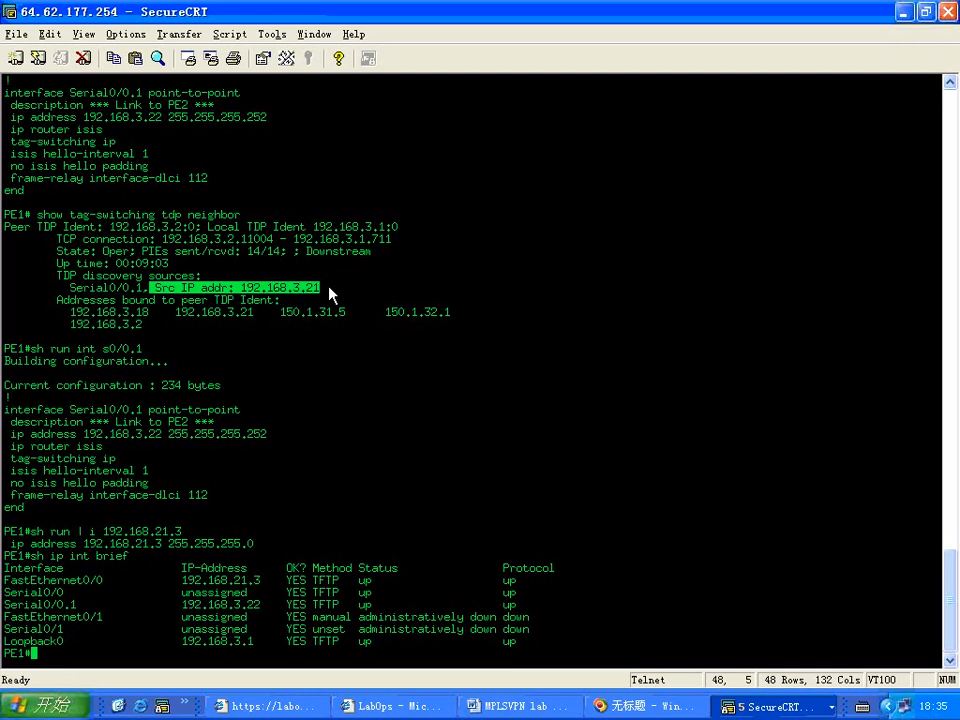 64.62.177.254 - SecureCRT
File Edit View Options Transfer Script Tools Window Help
!
interface Serial0/0.1 point-to-point
 description *** Link to PE2 ***
 ip address 192.168.3.22 255.255.255.252
 ip router isis
 tag-switching ip
 isis hello-interval 1
 no isis hello padding
 frame-relay interface-dlci 112
end
PE1# show tag-switching tdp neighbor
Peer TDP Ident: 192.168.3.2:0; Local TDP Ident 192.168.3.1:0
        TCP connection: 192.168.3.2.11004 - 192.168.3.1.711
        State: Oper; PIEs sent/rcvd: 14/14; ; Downstream
        Up time: 00:09:03
        TDP discovery sources:
          Serial0/0.1, Src IP addr: 192.168.3.21
        Addresses bound to peer TDP Ident:
          192.168.3.18    192.168.3.21    150.1.31.5      150.1.32.1
          192.168.3.2
PE1#sh run int s0/0.1
Building configuration...
Current configuration : 234 bytes
!
interface Serial0/0.1 point-to-point
 description *** Link to PE2 ***
 ip address 192.168.3.22 255.255.255.252
 ip router isis
 tag-switching ip
 isis hello-interval 1
 no isis hello padding
 frame-relay interface-dlci 112
end
PE1#sh run | i 192.168.21.3
 ip address 192.168.21.3 255.255.255.0
PE1#sh ip int brief
Interface                  IP-Address      OK? Method Status                Protocol
FastEthernet0/0            192.168.21.3    YES TFTP   up                    up
Serial0/0                  unassigned      YES TFTP   up                    up
Serial0/0.1                192.168.3.22    YES TFTP   up                    up
FastEthernet0/1            unassigned      YES manual administratively down down
Serial0/1                  unassigned      YES unset  administratively down down
Loopback0                  192.168.3.1     YES TFTP   up                    up
PE1#
Ready Telnet 48, 5 48 Rows, 132 Cols VT100 NUM
开始 » https://labo... LabOps - Mic... MPLSVPN lab ... 无标题 - Win... 5 SecureCRT... 18:35